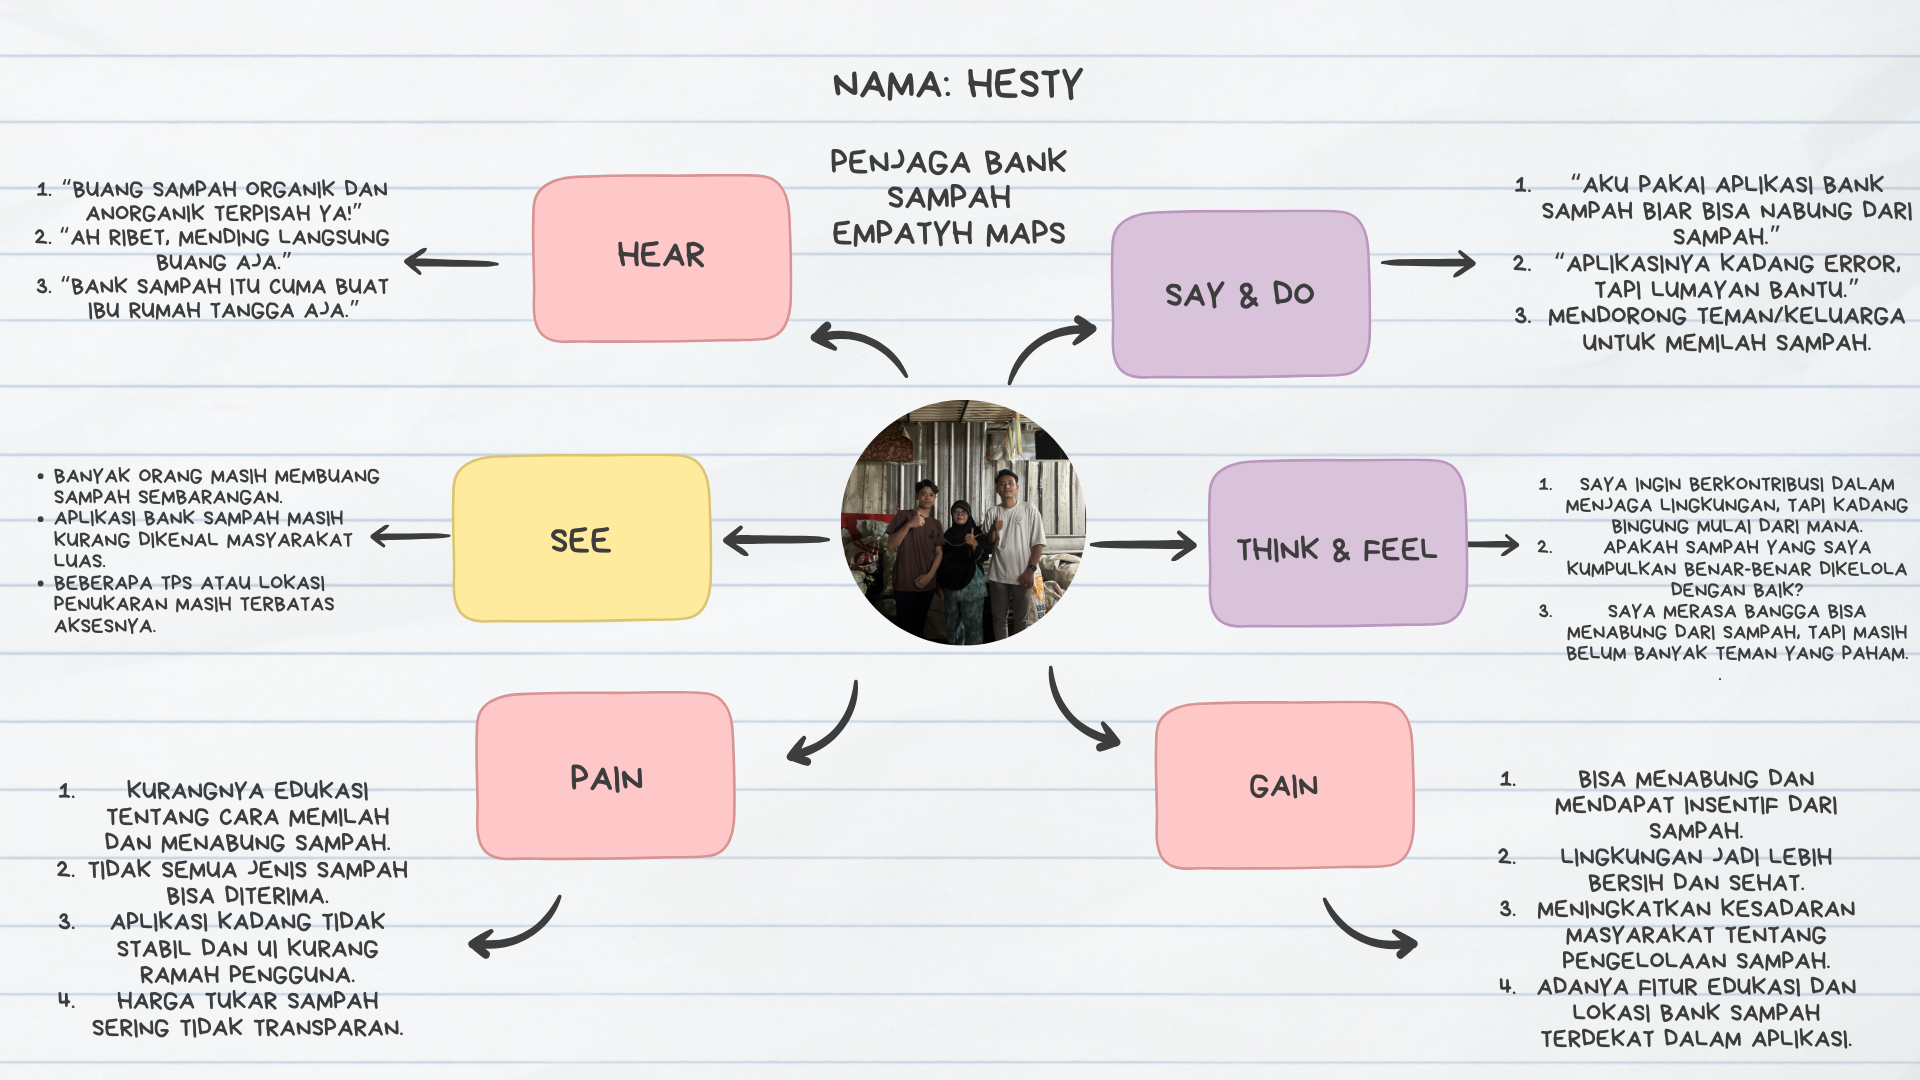 NAMA: HESTY
PENJAGA BANK
SAMPAH
EMPATYH MAPS
HEAR
1. "BUANG SAMPAH ORGANIK DAN
ANORGANIK TERPISAH YA!"
2. "AH RIBET, MENDING LANGSUNG
BUANG AJA."
3. "BANK SAMPAH ITU CUMA BUAT
IBU RUMAH TANGGA AJA."
SAY & DO
1. "AKU PAKAI APLIKASI BANK
SAMPAH BIAR BISA NABUNG DARI
SAMPAH."
2. "APLIKASINYA KADANG ERROR,
TAPI LUMAYAN BANTU."
3. MENDORONG TEMAN/KELUARGA
UNTUK MEMILAH SAMPAH.
SEE
• BANYAK ORANG MASIH MEMBUANG
SAMPAH SEMBARANGAN.
• APLIKASI BANK SAMPAH MASIH
KURANG DIKENAL MASYARAKAT
LUAS.
• BEBERAPA TPS ATAU LOKASI
PENUKARAN MASIH TERBATAS
AKSESNYA.
THINK & FEEL
1. SAYA INGIN BERKONTRIBUSI DALAM
MENJAGA LINGKUNGAN, TAPI KADANG
BINGUNG MULAI DARI MANA.
2. APAKAH SAMPAH YANG SAYA
KUMPULKAN BENAR-BENAR DIKELOLA
DENGAN BAIK?
3. SAYA MERASA BANGGA BISA
MENABUNG DARI SAMPAH, TAPI MASIH
BELUM BANYAK TEMAN YANG PAHAM.
.
PAIN
1. KURANGNYA EDUKASI
TENTANG CARA MEMILAH
DAN MENABUNG SAMPAH.
2. TIDAK SEMUA JENIS SAMPAH
BISA DITERIMA.
3. APLIKASI KADANG TIDAK
STABIL DAN UI KURANG
RAMAH PENGGUNA.
4. HARGA TUKAR SAMPAH
SERING TIDAK TRANSPARAN.
GAIN
1. BISA MENABUNG DAN
MENDAPAT INSENTIF DARI
SAMPAH.
2. LINGKUNGAN JADI LEBIH
BERSIH DAN SEHAT.
3. MENINGKATKAN KESADARAN
MASYARAKAT TENTANG
PENGELOLAAN SAMPAH.
4. ADANYA FITUR EDUKASI DAN
LOKASI BANK SAMPAH
TERDEKAT DALAM APLIKASI.